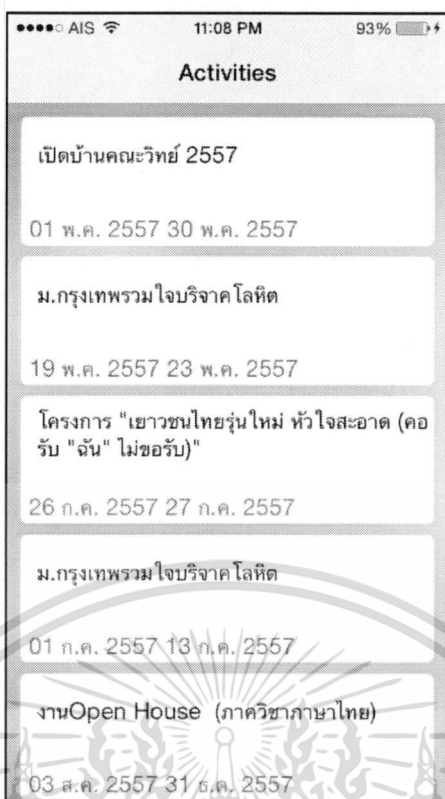 AIS 11:08 PM 93%
Activities
เปิดบ้านคณะวิทย์ 2557
01 พ.ค. 2557 30 พ.ค. 2557
ม.กรุงเทพรวมใจบริจาคโลหิต
19 พ.ค. 2557 23 พ.ค. 2557
โครงการ "เยาวชนไทยรุ่นใหม่ หัวใจสะอาด (คอ
รับ "ฉัน" ไม่ขอรับ)"
26 ก.ค. 2557 27 ก.ค. 2557
ม.กรุงเทพรวมใจบริจาคโลหิต
01 ก.ค. 2557 13 ก.ค. 2557
งานOpen House (ภาควิชาภาษาไทย)
03 ส.ค. 2557 31 ธ.ค. 2557